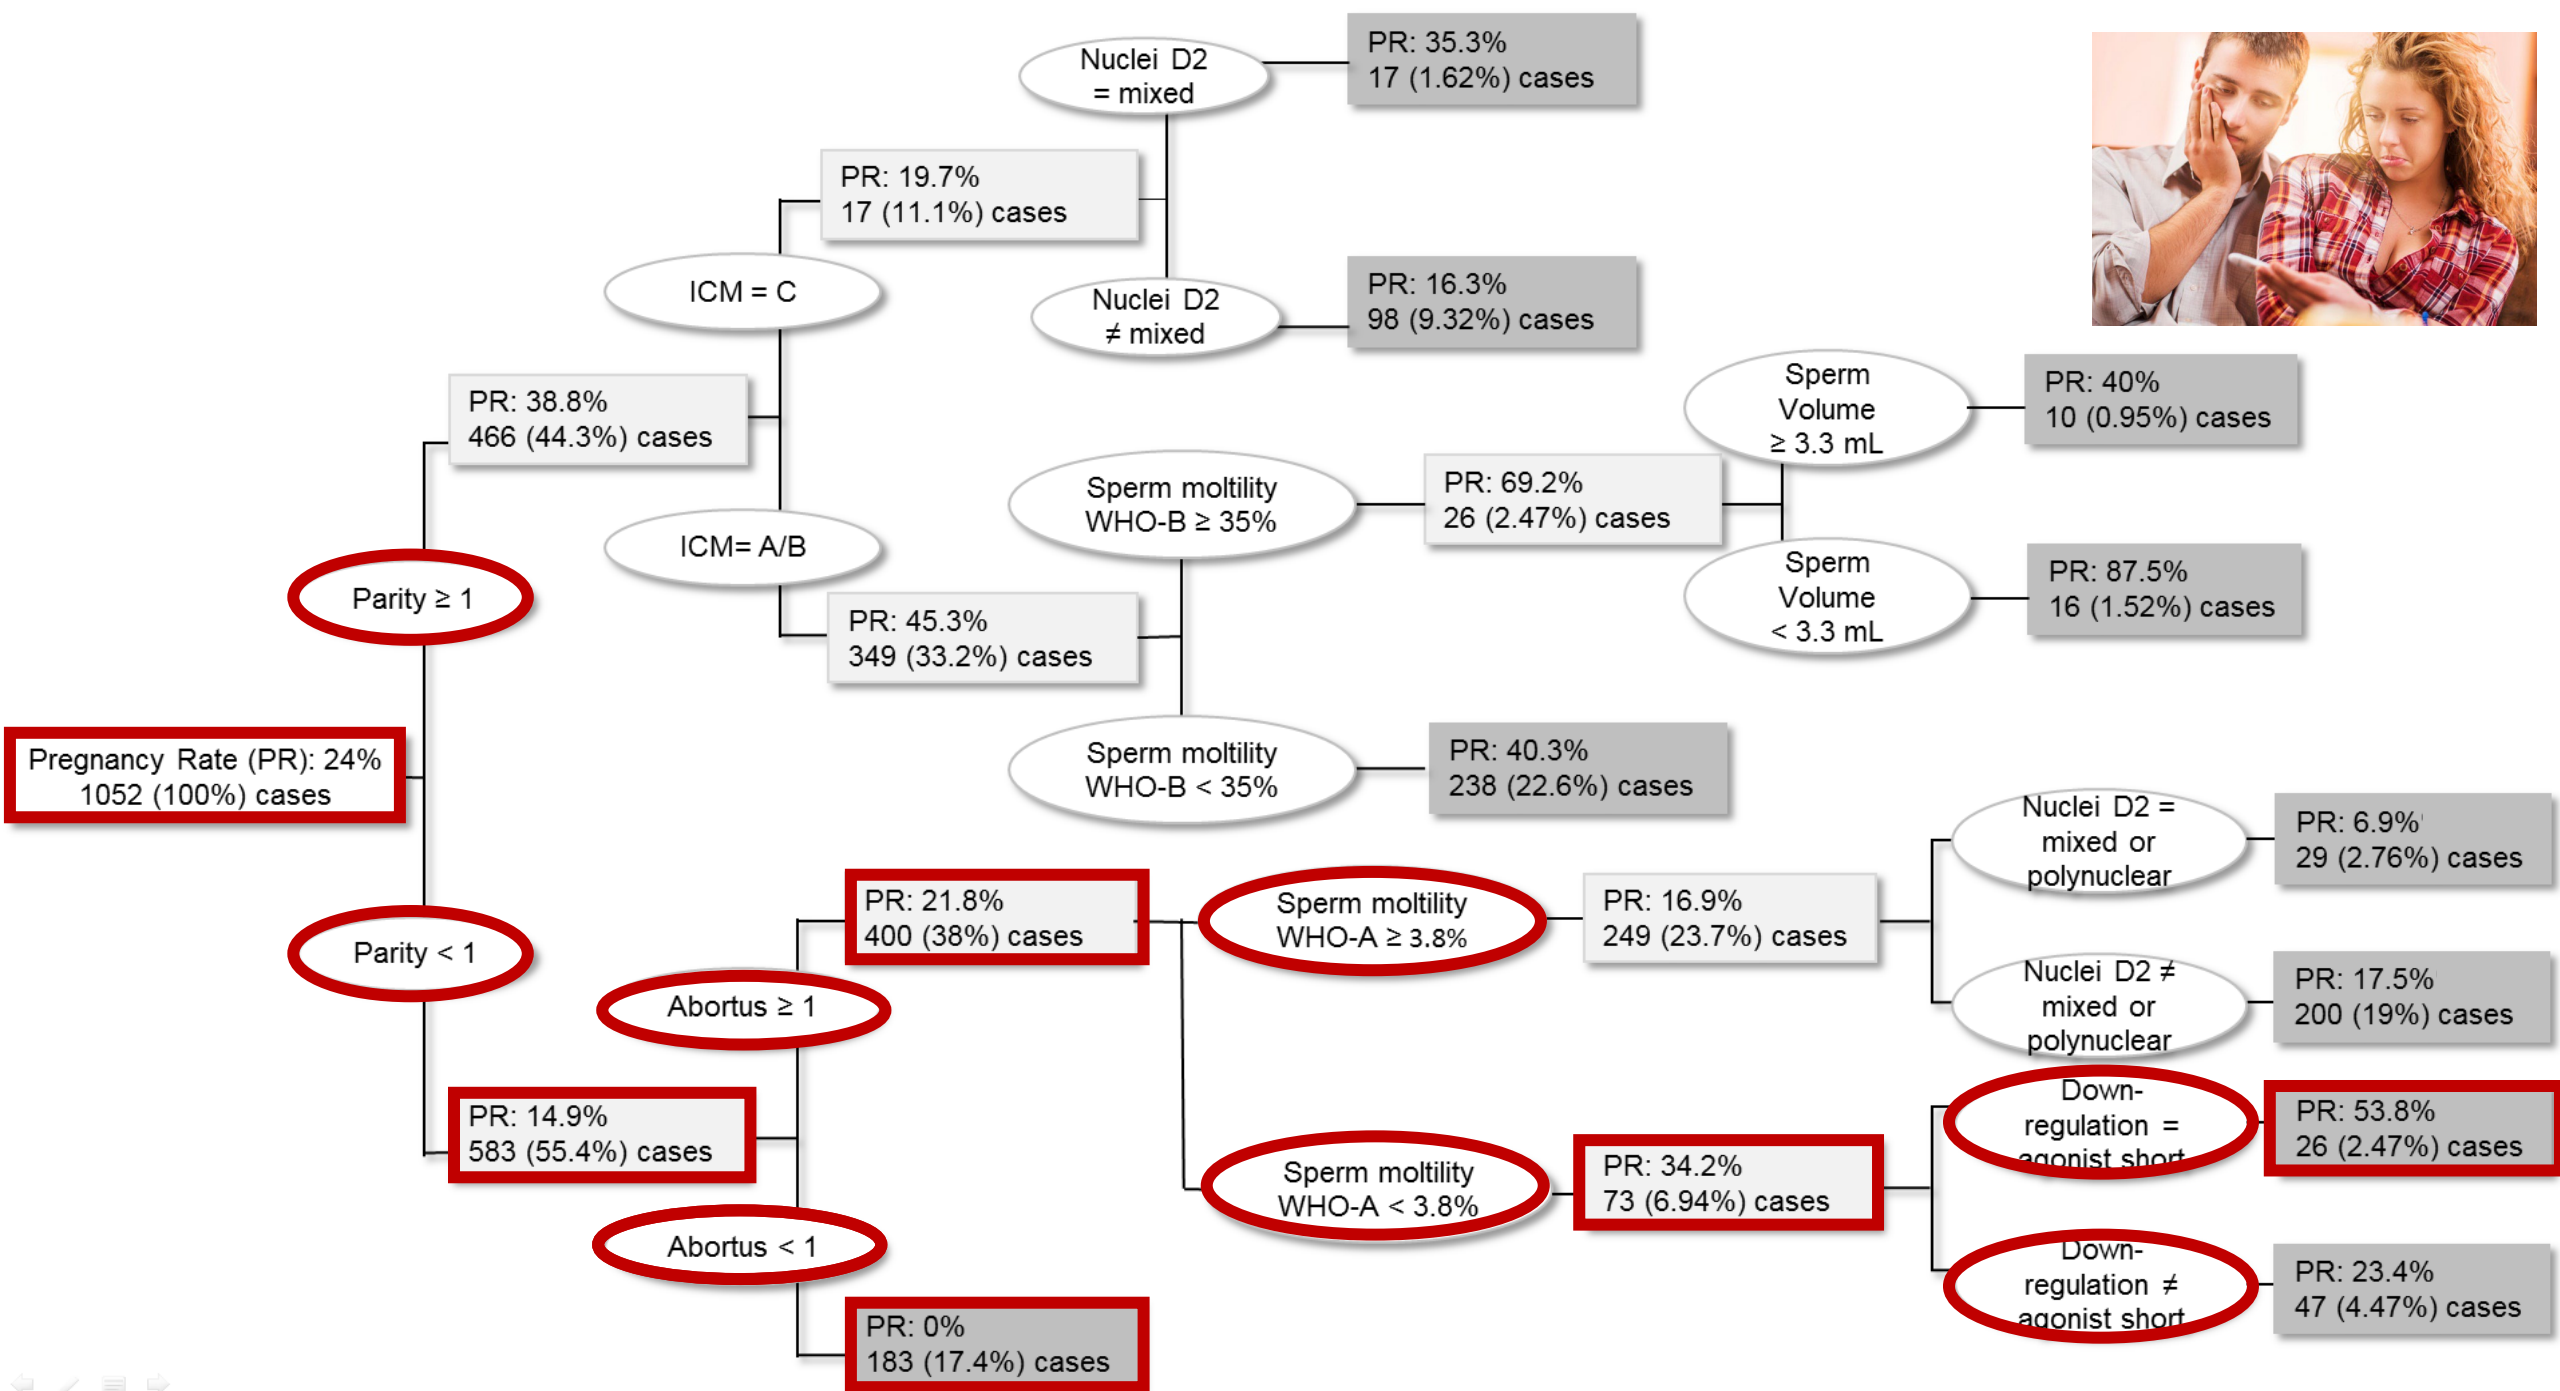 Nuclei D2
= mixed
PR: 35.3%
17 (1.62%) cases
PR: 19.7%
17 (11.1%) cases
ICM = C
Nuclei D2
≠ mixed
PR: 16.3%
98 (9.32%) cases
PR: 38.8%
466 (44.3%) cases
Sperm
Volume
≥ 3.3 mL
PR: 40%
10 (0.95%) cases
Sperm moltility
WHO-B ≥ 35%
PR: 69.2%
26 (2.47%) cases
ICM= A/B
Sperm
Volume
< 3.3 mL
PR: 87.5%
16 (1.52%) cases
Parity ≥ 1
PR: 45.3%
349 (33.2%) cases
Pregnancy Rate (PR): 24%
1052 (100%) cases
Sperm moltility
WHO-B < 35%
PR: 40.3%
238 (22.6%) cases
Nuclei D2 =
mixed or
polynuclear
PR: 6.9%
29 (2.76%) cases
Parity < 1
PR: 21.8%
400 (38%) cases
Sperm moltility
WHO-A ≥ 3.8%
PR: 16.9%
249 (23.7%) cases
Abortus ≥ 1
Nuclei D2 ≠
mixed or
polynuclear
PR: 17.5%
200 (19%) cases
PR: 14.9%
583 (55.4%) cases
Down-
regulation =
agonist short
PR: 53.8%
26 (2.47%) cases
Sperm moltility
WHO-A < 3.8%
PR: 34.2%
73 (6.94%) cases
Abortus < 1
Down-
regulation ≠
agonist short
PR: 23.4%
47 (4.47%) cases
PR: 0%
183 (17.4%) cases